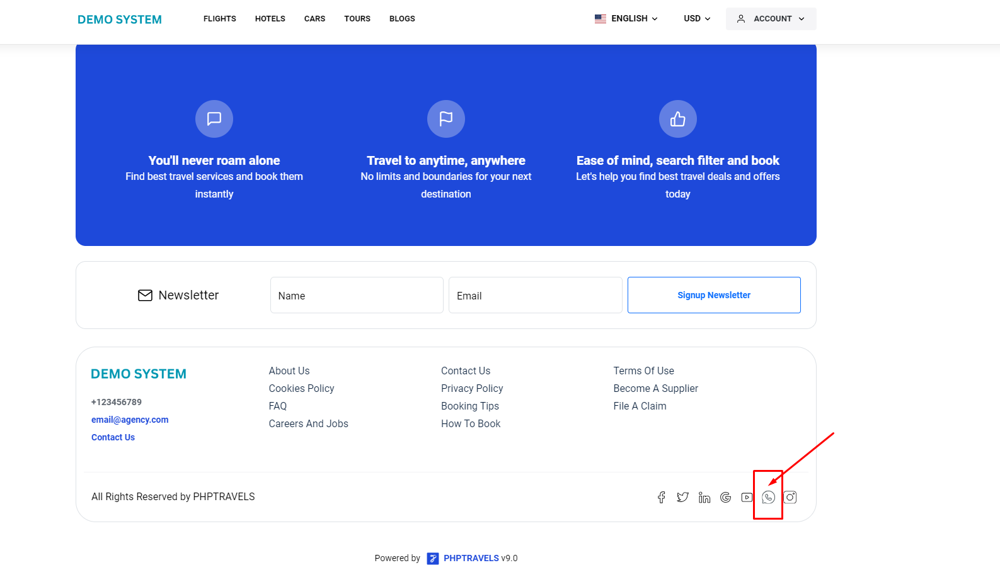 DEMO SYSTEM FLIGHTS HOTELS CARS TOURS BLOGS ENGLISH USD ACCOUNT
You'll never roam alone
Find best travel services and book them
instantly
Travel to anytime, anywhere
No limits and boundaries for your next
destination
Ease of mind, search filter and book
Let's help you find best travel deals and offers
today
Newsletter Name Email Signup Newsletter
DEMO SYSTEM
+123456789
email@agency.com
Contact Us
About Us
Cookies Policy
FAQ
Careers And Jobs
Contact Us
Privacy Policy
Booking Tips
How To Book
Terms Of Use
Become A Supplier
File A Claim
All Rights Reserved by PHPTRAVELS
Powered by PHPTRAVELS v9.0